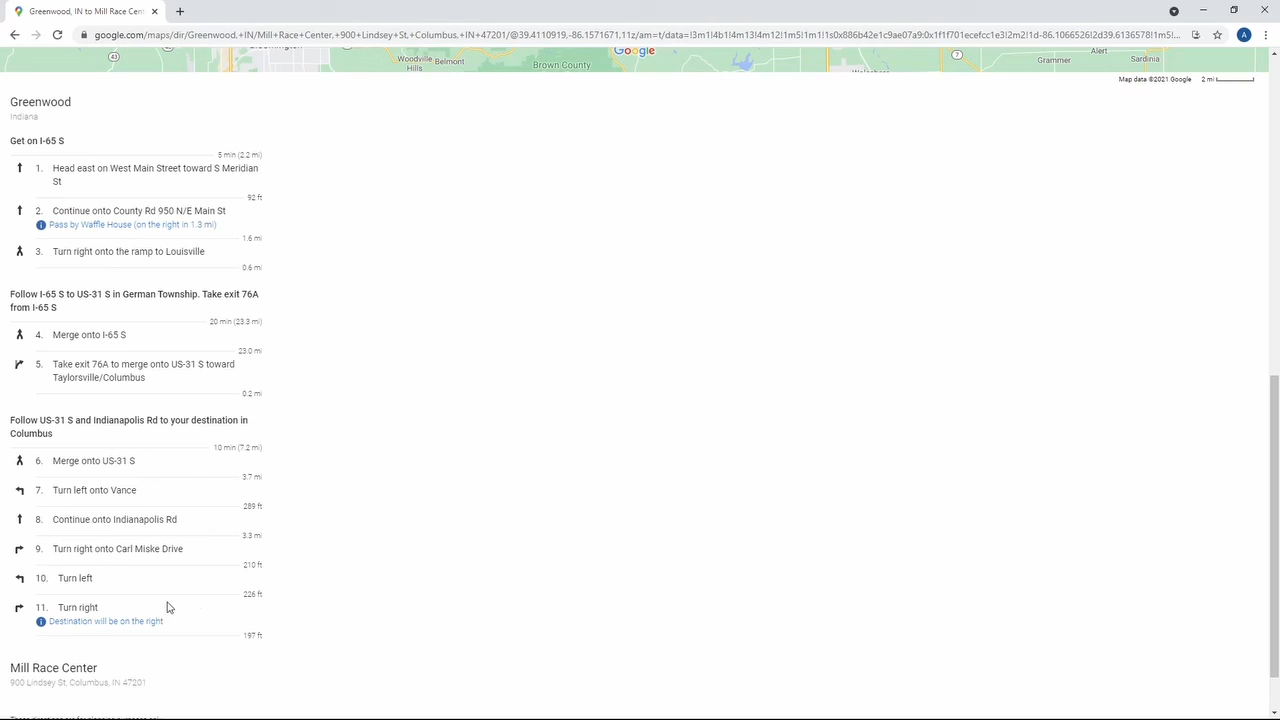 Greenwood, IN to Mill Race Cent
google.com/maps/dir/Greenwood,+IN/Mill+Race+Center,+900+Lindsey+St,+Columbus,+IN+47201/@39.4110919,-86.1571671,11z/am=t/data=!3m1!4b1!4m13!4m12!1m5!1m1!1s0x886b42e1c9ae07a9:0x1f1f701ecefcc1e3!2m2!1d-86.1066526!2d39.6136578!1m5!1...
A
43
Woodville Hills
Belmont
Brown County
Google
7
Grammer
Alert
Sardinia
Map data ©2021 Google 2 mi
Greenwood
Indiana
Get on I-65 S
5 min (2.2 mi)
1. Head east on West Main Street toward S Meridian
St
92 ft
2. Continue onto County Rd 950 N/E Main St
Pass by Waffle House (on the right in 1.3 mi)
1.6 mi
3. Turn right onto the ramp to Louisville
0.6 mi
Follow I-65 S to US-31 S in German Township. Take exit 76A
from I-65 S
20 min (23.3 mi)
4. Merge onto I-65 S
23.0 mi
5. Take exit 76A to merge onto US-31 S toward
Taylorsville/Columbus
0.2 mi
Follow US-31 S and Indianapolis Rd to your destination in
Columbus
10 min (7.2 mi)
6. Merge onto US-31 S
3.7 mi
7. Turn left onto Vance
289 ft
8. Continue onto Indianapolis Rd
3.3 mi
9. Turn right onto Carl Miske Drive
210 ft
10. Turn left
226 ft
11. Turn right
Destination will be on the right
197 ft
Mill Race Center
900 Lindsey St, Columbus, IN 47201